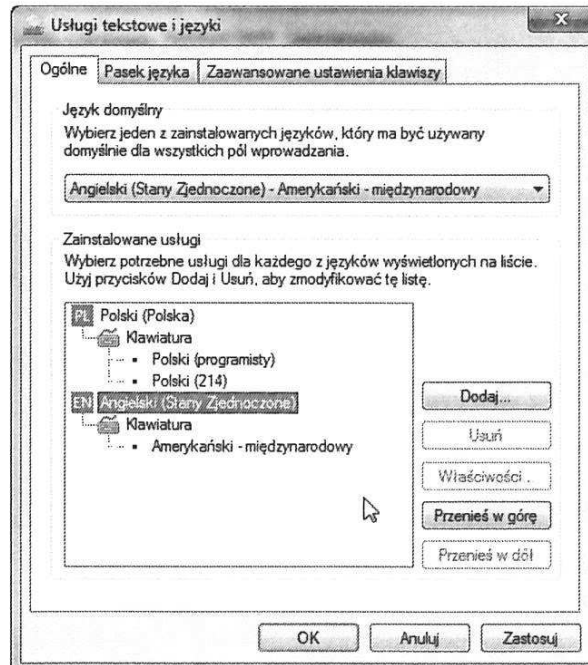 Usługi tekstowe i języki
x
Ogólne Pasek języka Zaawansowane ustawienia klawiszy
Język domyślny
Wybierz jeden z zainstalowanych języków, który ma być używany
domyślnie dla wszystkich pól wprowadzania.
Angielski (Stany Zjednoczone) - Amerykański - międzynarodowy
Zainstalowane usługi
Wybierz potrzebne usługi dla każdego z języków wyświetlonych na liście.
Użyj przycisków Dodaj i Usuń, aby zmodyfikować tę listę.
PL Polski (Polska)
Klawiatura
Polski (programisty)
Polski (214)
EN Angielski (Stany Zjednoczone)
Klawiatura
Amerykański - międzynarodowy
Dodaj...
Usuń
Właściwości .
Przenieś w górę
Przenieś w dół
OK Anuluj Zastosuj